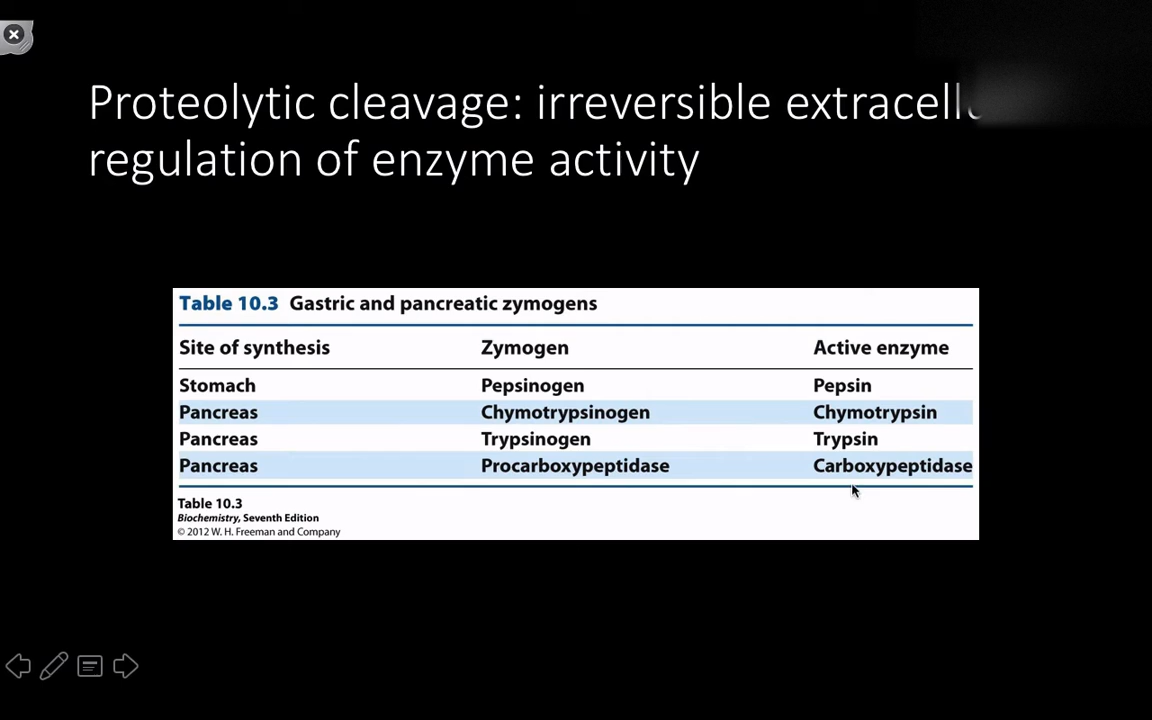 Proteolytic cleavage: irreversible
regulation of enzyme activity
Table 10.3 Gastric and pancreatic zymogens
Site of synthesis Zymogen Active enzyme
Stomach Pepsinogen Pepsin
Pancreas Chymotrypsinogen Chymotrypsin
Pancreas Trypsinogen Trypsin
Pancreas Procarboxypeptidase Carboxypeptidase
Table 10.3
Biochemistry, Seventh Edition
© 2012 W. H. Freeman and Company